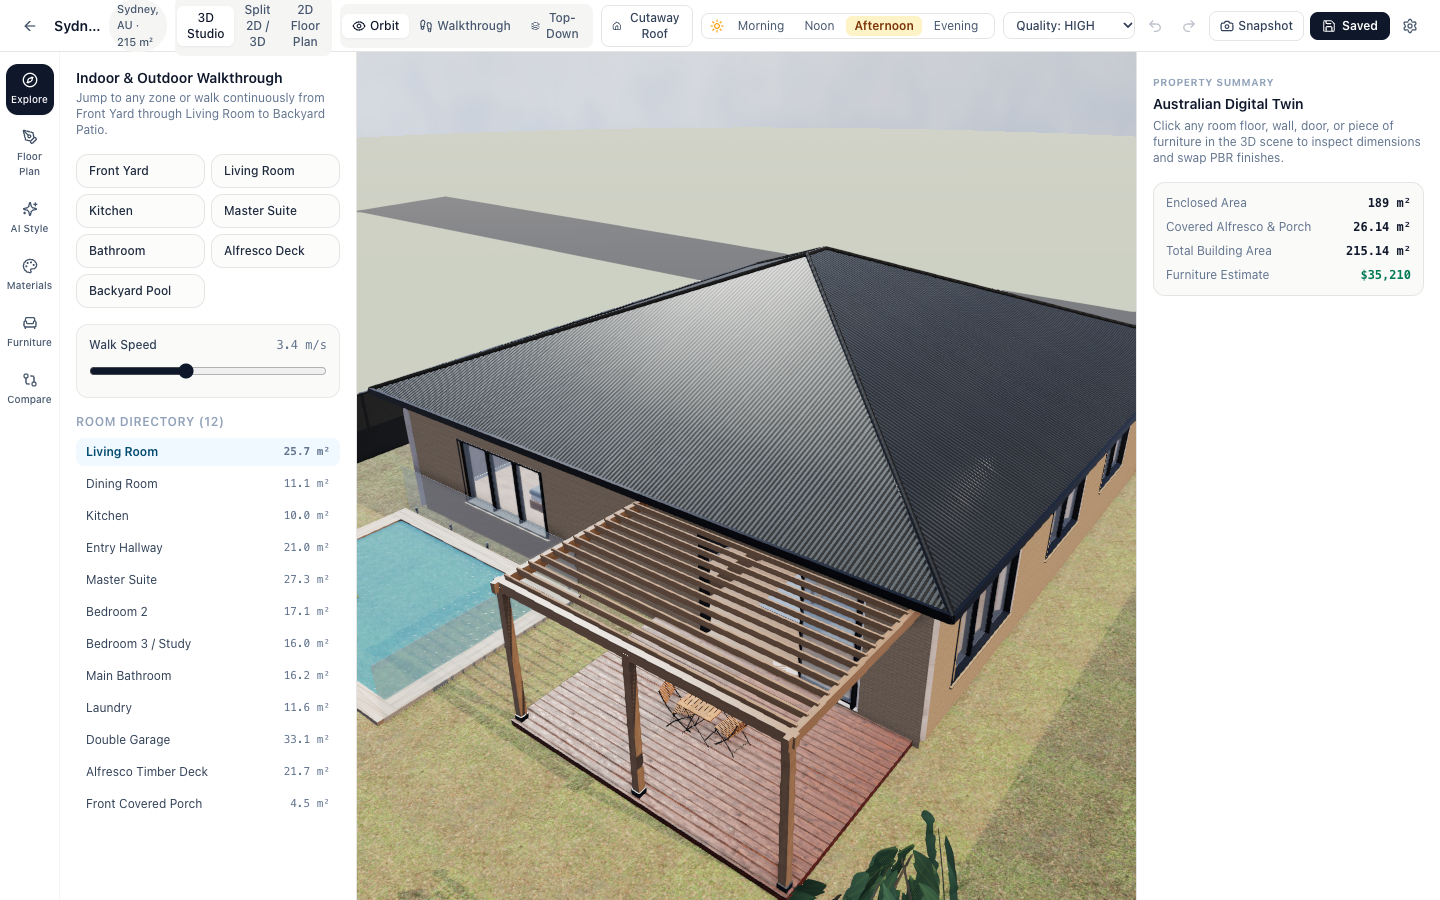 Sydn...
Sydney,
AU ·
215 m²
3D
Studio
Split
2D /
3D
2D
Floor
Plan
Orbit
Walkthrough
Top-
Down
Cutaway
Roof
Morning
Noon
Afternoon
Evening
Quality: HIGH
Snapshot
Saved
Explore
Floor
Plan
AI Style
Materials
Furniture
Compare
Indoor & Outdoor Walkthrough
Jump to any zone or walk continuously from
Front Yard through Living Room to Backyard
Patio.
Front Yard
Living Room
Kitchen
Master Suite
Bathroom
Alfresco Deck
Backyard Pool
Walk Speed 3.4 m/s
ROOM DIRECTORY (12)
Living Room 25.7 m²
Dining Room 11.1 m²
Kitchen 10.0 m²
Entry Hallway 21.0 m²
Master Suite 27.3 m²
Bedroom 2 17.1 m²
Bedroom 3 / Study 16.0 m²
Main Bathroom 16.2 m²
Laundry 11.6 m²
Double Garage 33.1 m²
Alfresco Timber Deck 21.7 m²
Front Covered Porch 4.5 m²
PROPERTY SUMMARY
Australian Digital Twin
Click any room floor, wall, door, or piece of
furniture in the 3D scene to inspect dimensions
and swap PBR finishes.
Enclosed Area 189 m²
Covered Alfresco & Porch 26.14 m²
Total Building Area 215.14 m²
Furniture Estimate $35,210